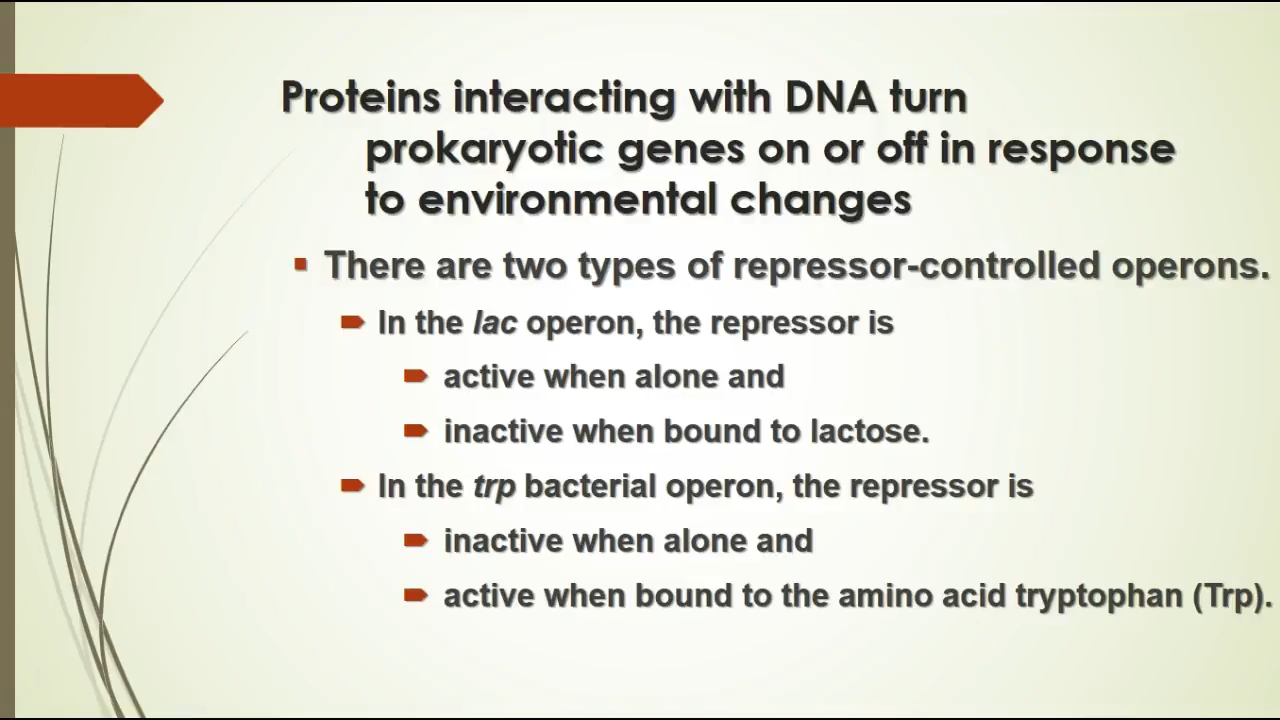 Proteins interacting with DNA turn
prokaryotic genes on or off in response
to environmental changes
There are two types of repressor-controlled operons.
In the lac operon, the repressor is
active when alone and
inactive when bound to lactose.
In the trp bacterial operon, the repressor is
inactive when alone and
active when bound to the amino acid tryptophan (Trp).